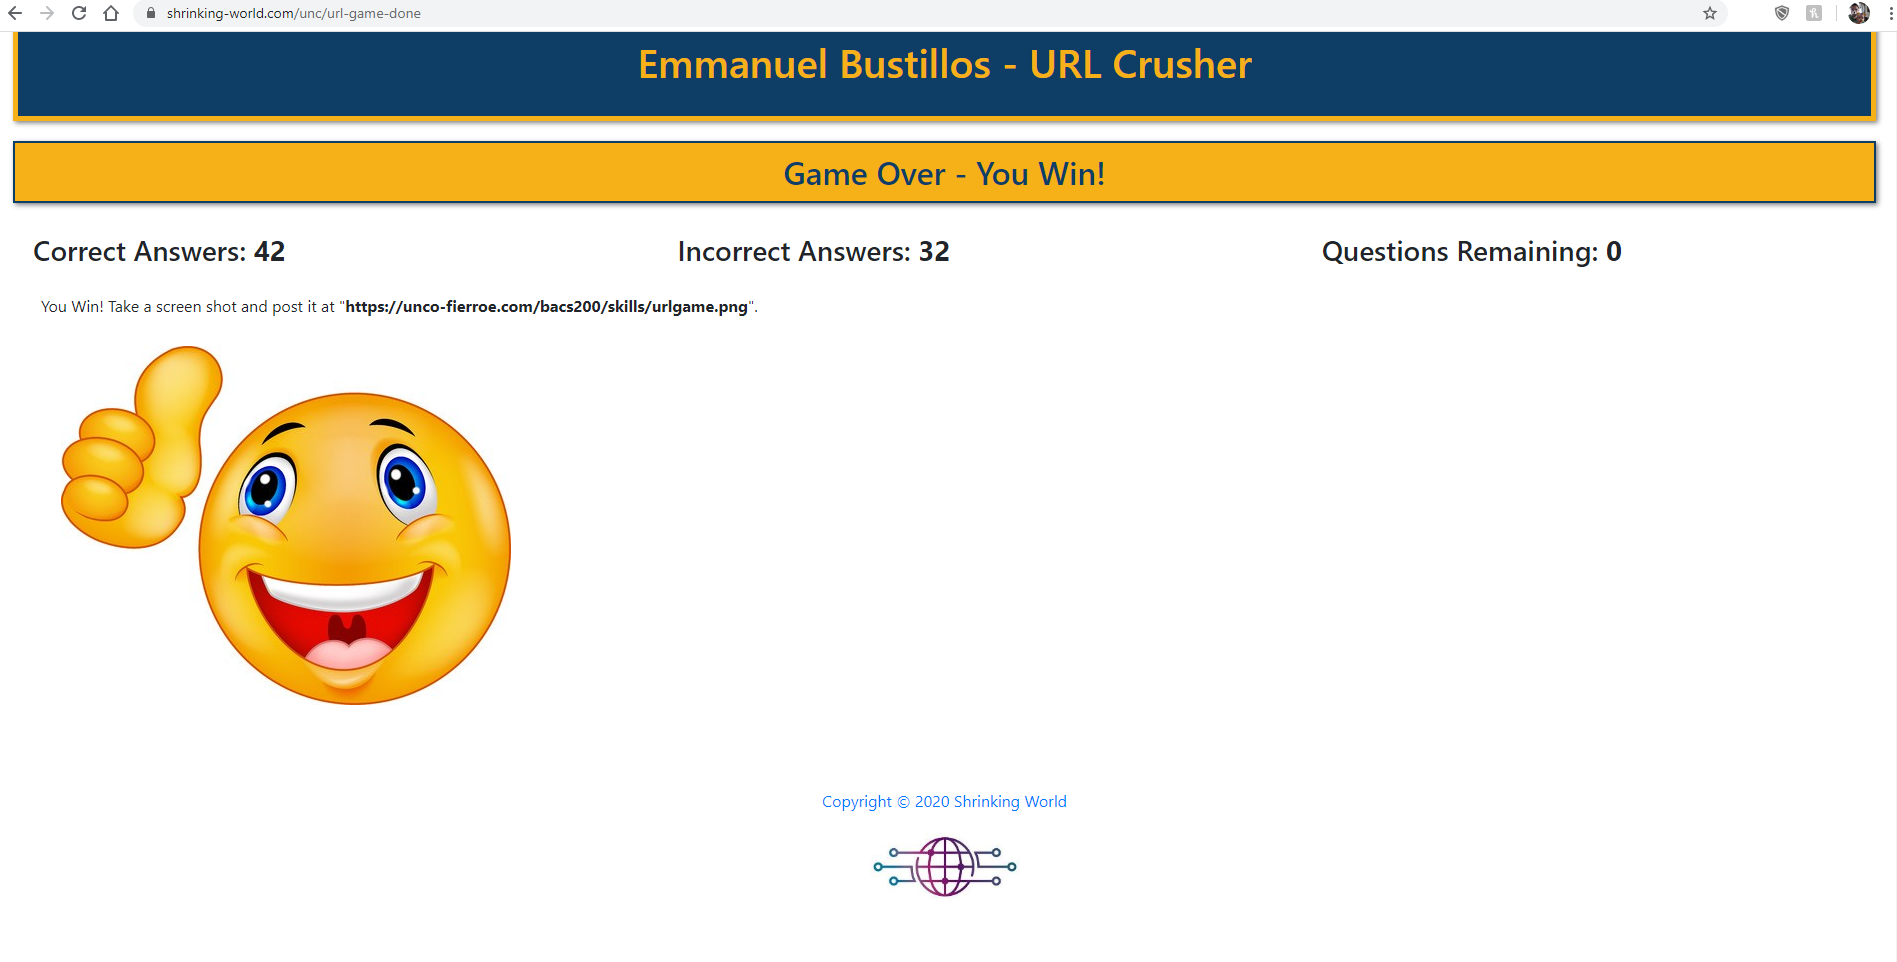 shrinking-world.com/unc/url-game-done
Emmanuel Bustillos - URL Crusher
Game Over - You Win!
Correct Answers: 42 Incorrect Answers: 32 Questions Remaining: 0
You Win! Take a screen shot and post it at "https://unco-fierroe.com/bacs200/skills/urlgame.png".
Copyright © 2020 Shrinking World